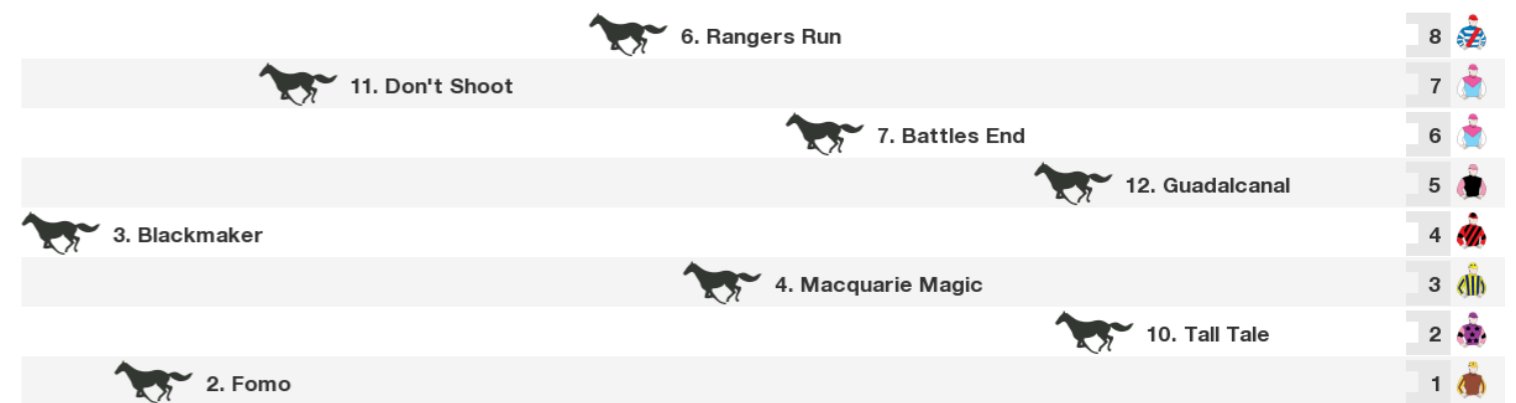 6. Rangers Run 8
11. Don't Shoot 7
7. Battles End 6
12. Guadalcanal 5
3. Blackmaker 4
4. Macquarie Magic 3
10. Tall Tale 2
2. Fomo 1